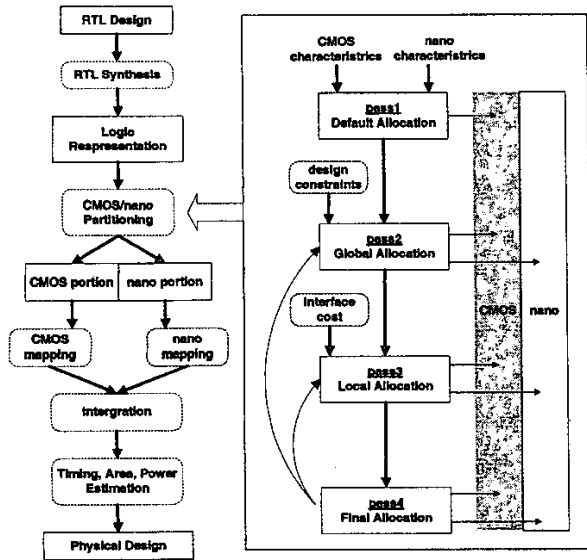 RTL Design
RTL Synthesis
Logic
Respresentation
CMOS/nano
Partitioning
CMOS portion
nano portion
CMOS
mapping
nano
mapping
Intergration
Timing, Area, Power
Estimation
Physical Design
CMOS
characteristrics
nano
characteristrics
pass1
Default Allocation
design
constraints
pass2
Global Allocation
CMOS
nano
Interface
cost
pass3
Local Allocation
pass4
Final Allocation